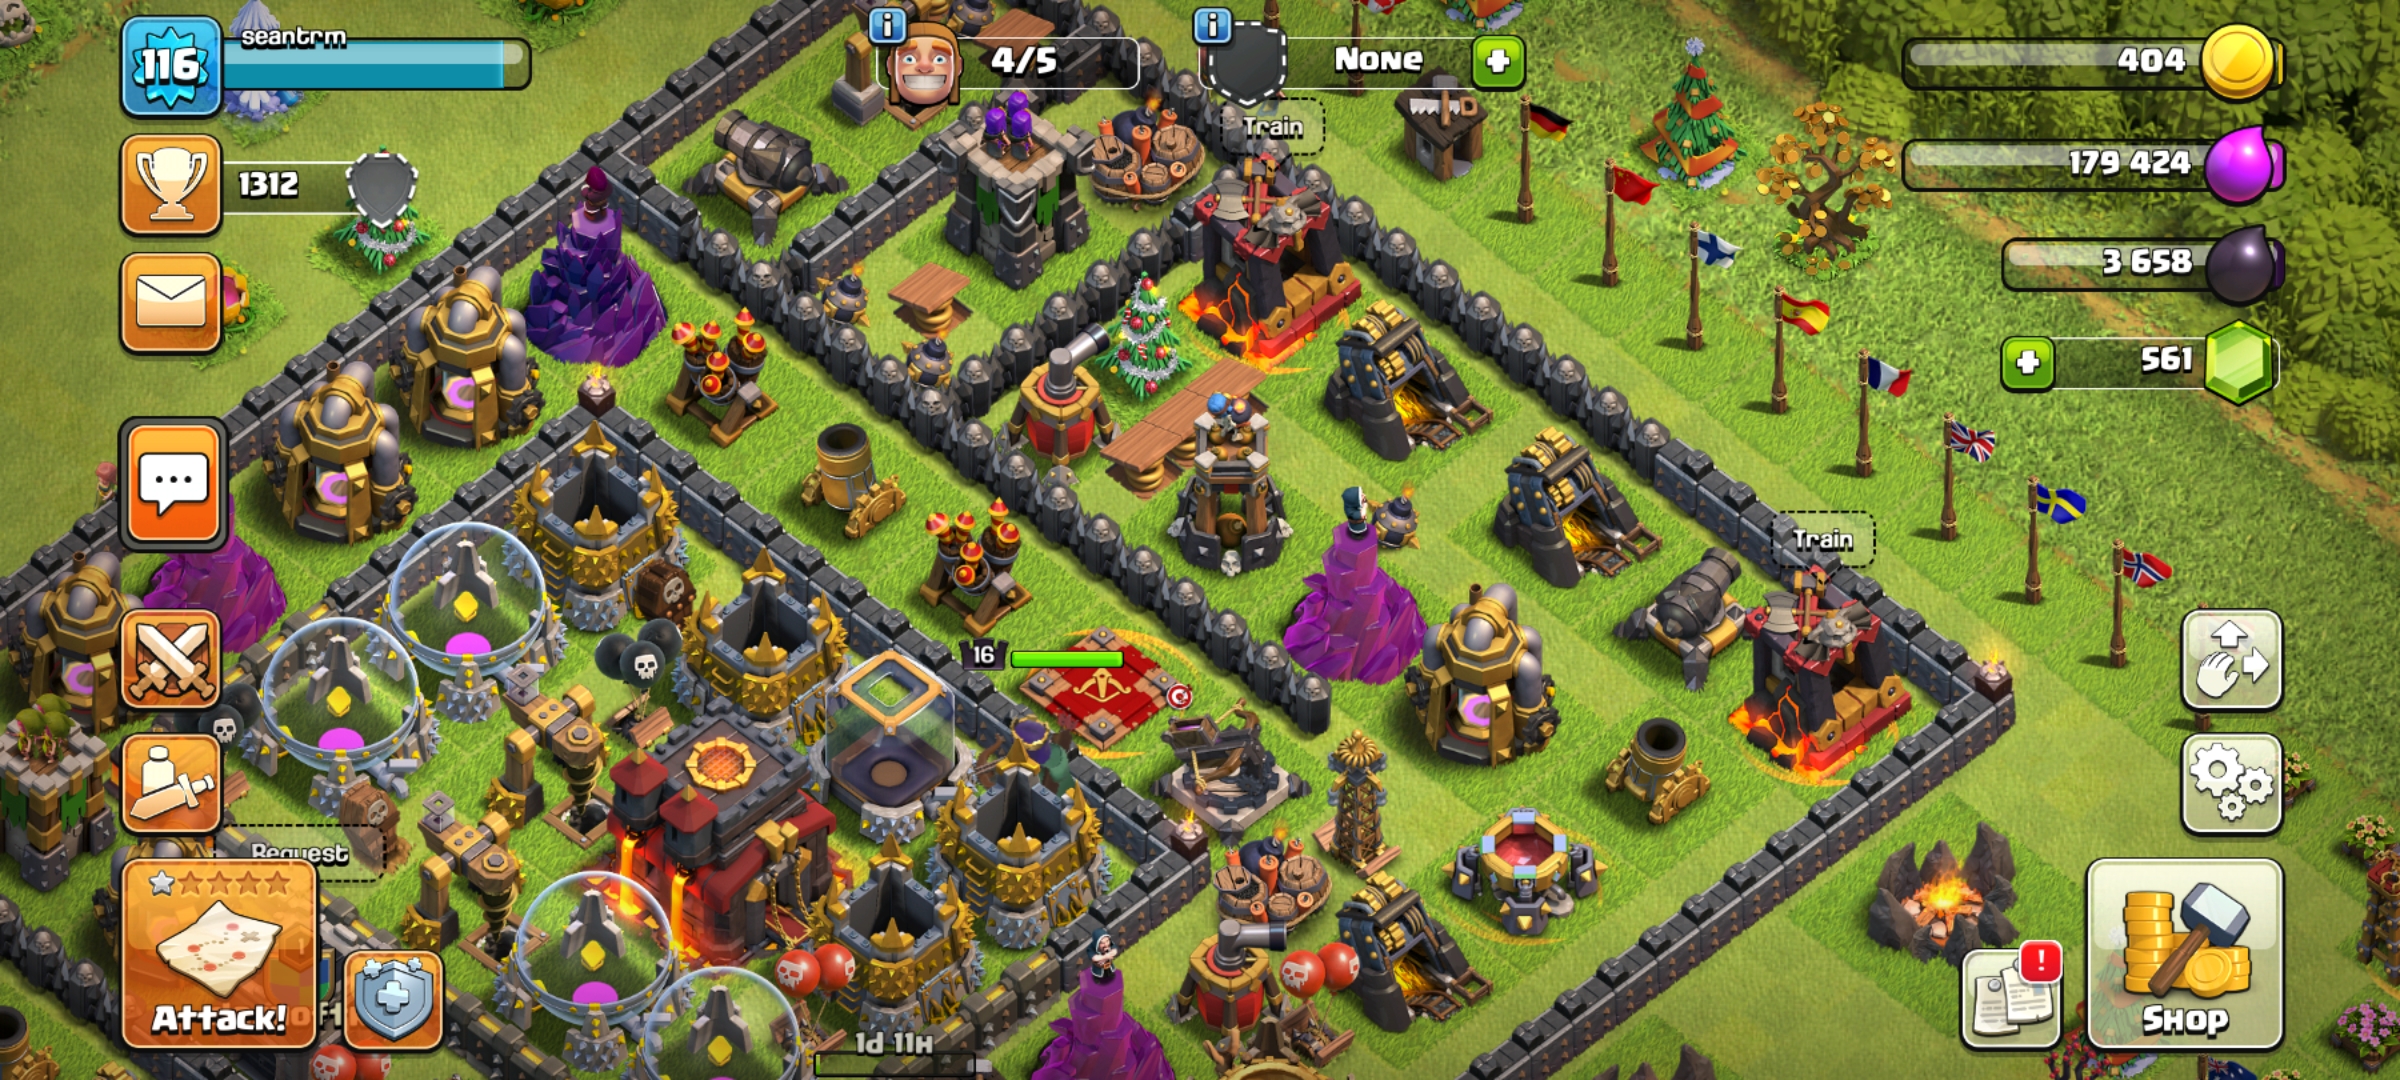 116
seantrm
4/5
None
404
1312
Train
179 424
3 658
561
Train
16
Request
Attack!
1d 11H
!
Shop